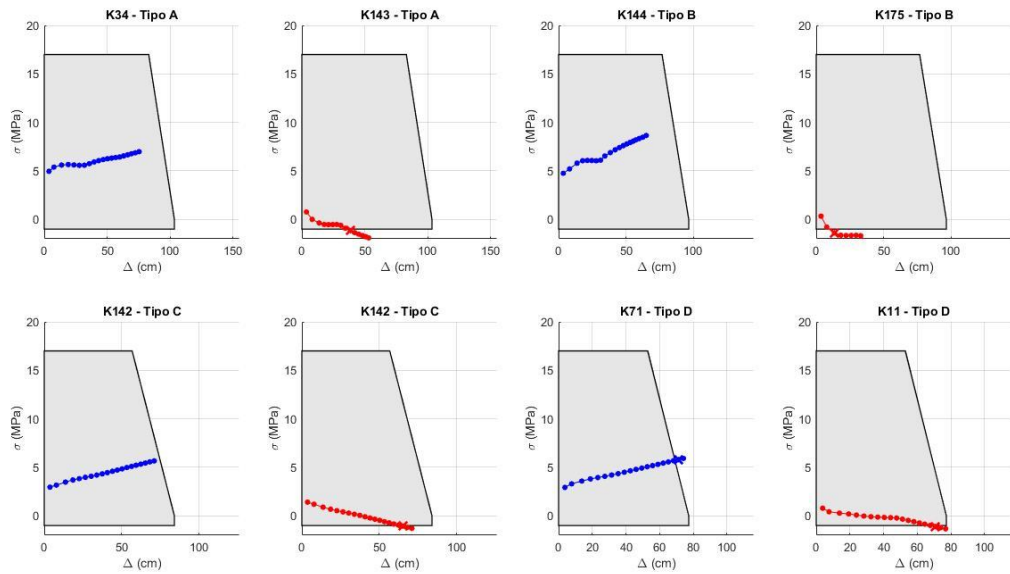 K34 - Tipo A
20
15
10
5
0
σ (MPa)
0 50 100 150
Δ (cm)
K143 - Tipo A
20
15
10
5
0
σ (MPa)
0 50 100 150
Δ (cm)
K144 - Tipo B
20
15
10
5
0
σ (MPa)
0 50 100
Δ (cm)
K175 - Tipo B
20
15
10
5
0
σ (MPa)
0 50 100
Δ (cm)
K142 - Tipo C
20
15
10
5
0
σ (MPa)
0 50 100
Δ (cm)
K142 - Tipo C
20
15
10
5
0
σ (MPa)
0 50 100
Δ (cm)
K71 - Tipo D
20
15
10
5
0
σ (MPa)
0 20 40 60 80 100
Δ (cm)
K11 - Tipo D
20
15
10
5
0
σ (MPa)
0 20 40 60 80 100
Δ (cm)